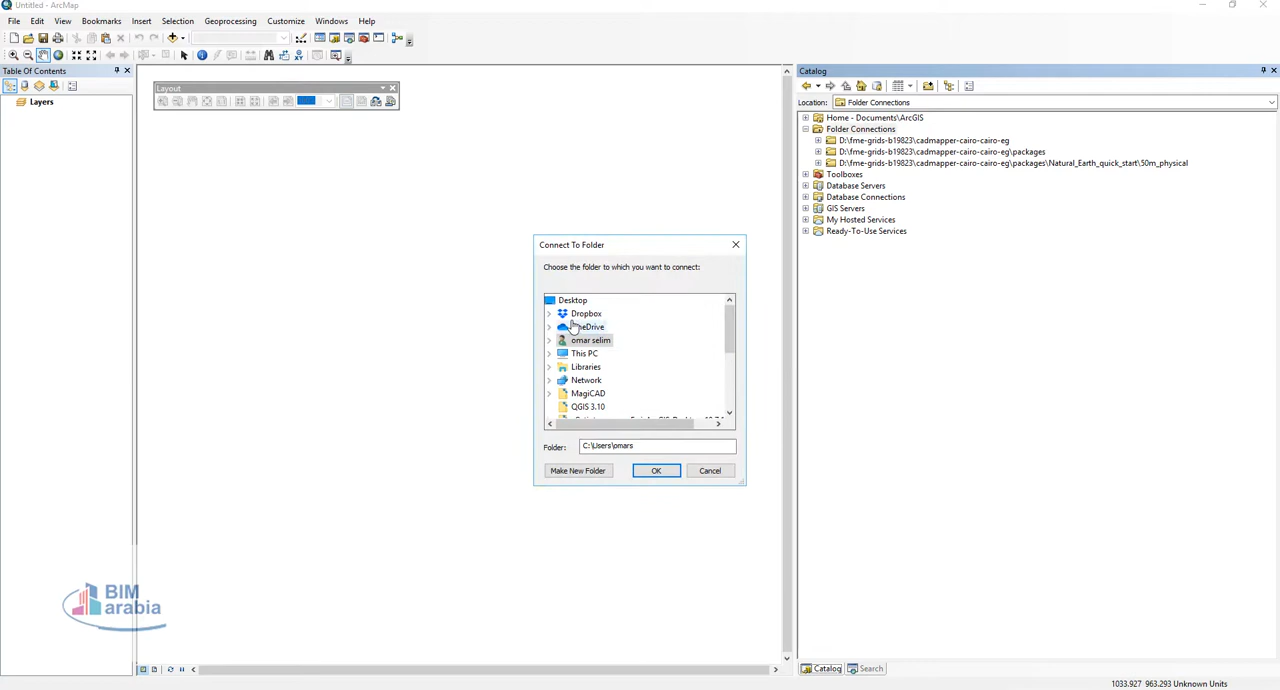 Untitled - ArcMap
File Edit View Bookmarks Insert Selection Geoprocessing Customize Windows Help
Table Of Contents
Layers
Layout
Catalog
Location: Folder Connections
Home - Documents\ArcGIS
Folder Connections
D:\fme-grids-b19823\cadmapper-cairo-cairo-eg
D:\fme-grids-b19823\cadmapper-cairo-cairo-eg\packages
D:\fme-grids-b19823\cadmapper-cairo-cairo-eg\packages\Natural_Earth_quick_start\50m_physical
Toolboxes
Database Servers
Database Connections
GIS Servers
My Hosted Services
Ready-To-Use Services
Connect To Folder
Choose the folder to which you want to connect:
Desktop
Dropbox
OneDrive
omar selim
This PC
Libraries
Network
MagiCAD
QGIS 3.10
Folder: C:\Users\omars
Make New Folder OK Cancel
BIM
arabia
Catalog Search
1033.927 963.293 Unknown Units